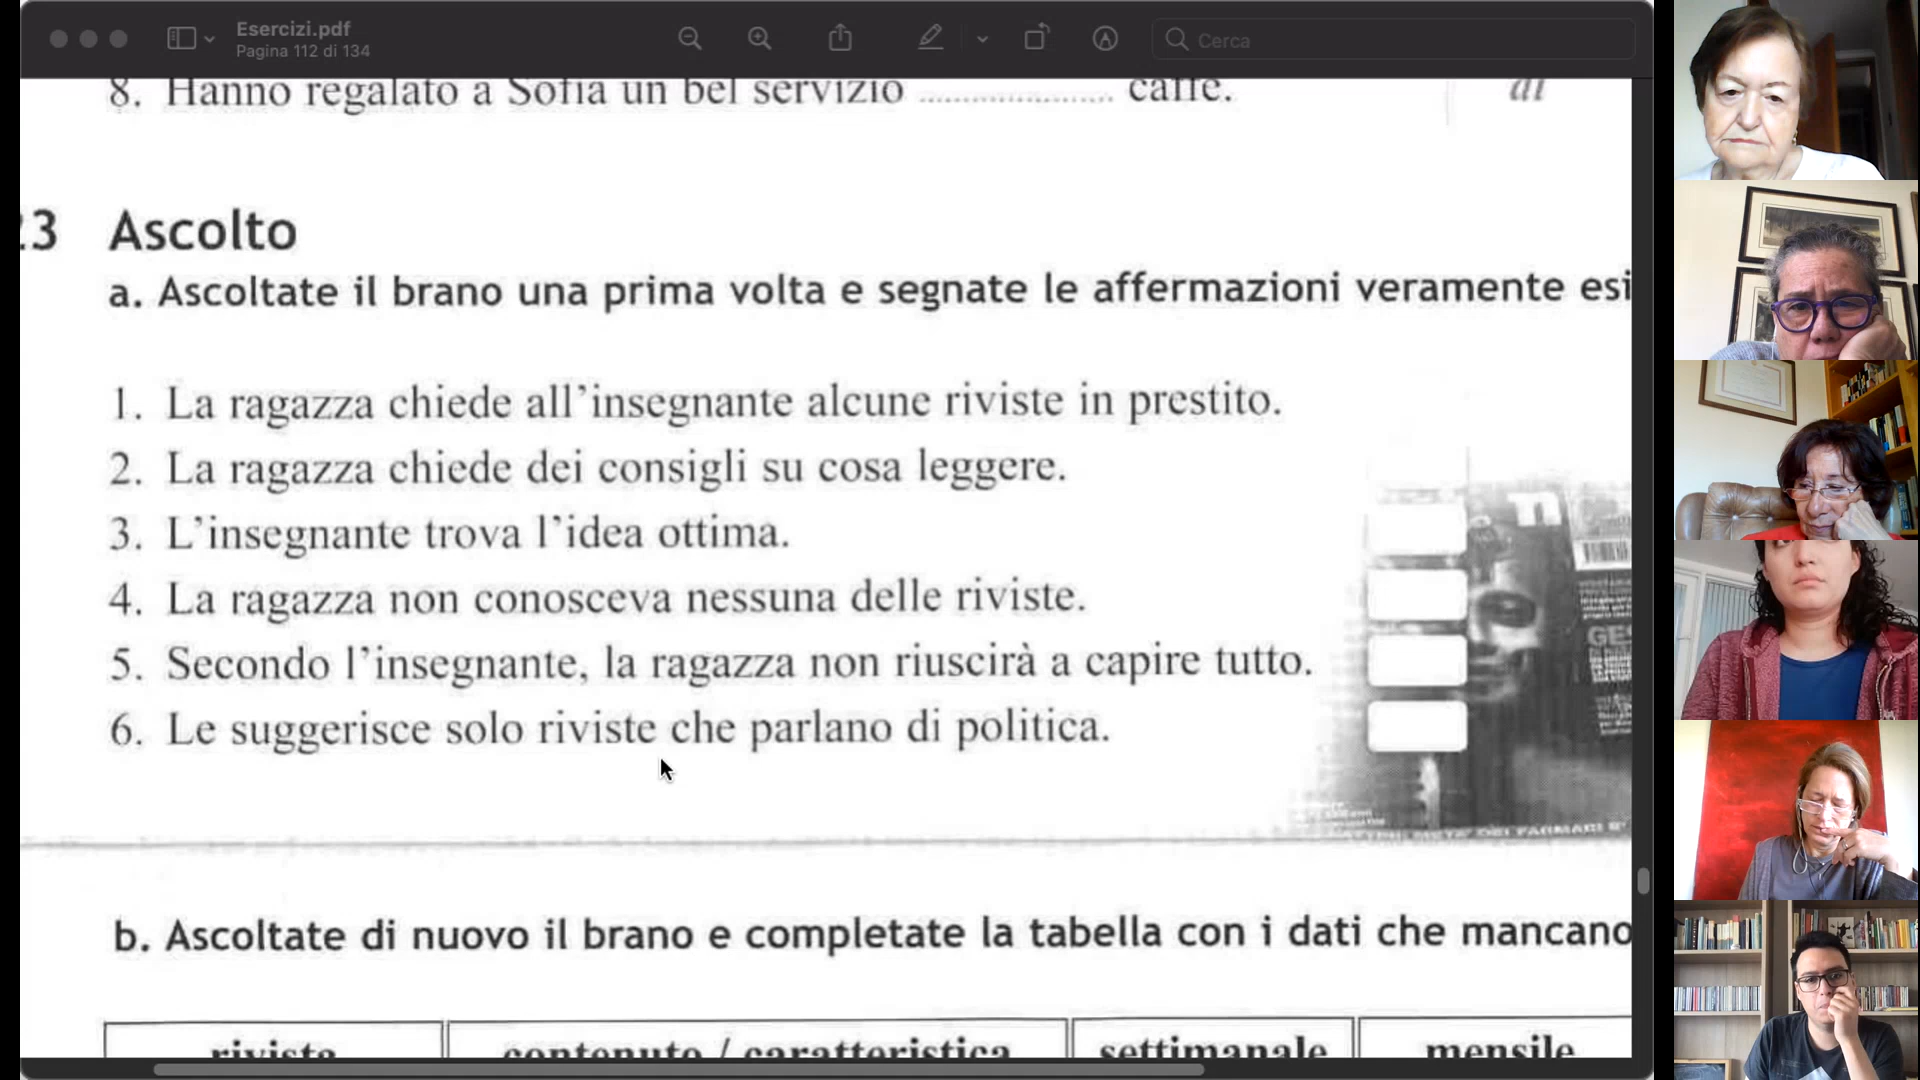 Esercizi.pdf
Pagina 112 di 134
Cerca
8. Hanno regalato a Sofia un bel servizio .................... caffè. di
23 Ascolto
a. Ascoltate il brano una prima volta e segnate le affermazioni veramente esi
1. La ragazza chiede all'insegnante alcune riviste in prestito.
2. La ragazza chiede dei consigli su cosa leggere.
3. L'insegnante trova l'idea ottima.
4. La ragazza non conosceva nessuna delle riviste.
5. Secondo l'insegnante, la ragazza non riuscirà a capire tutto.
6. Le suggerisce solo riviste che parlano di politica.
b. Ascoltate di nuovo il brano e completate la tabella con i dati che mancano
rivista contenuto / caratteristica settimanale mensile